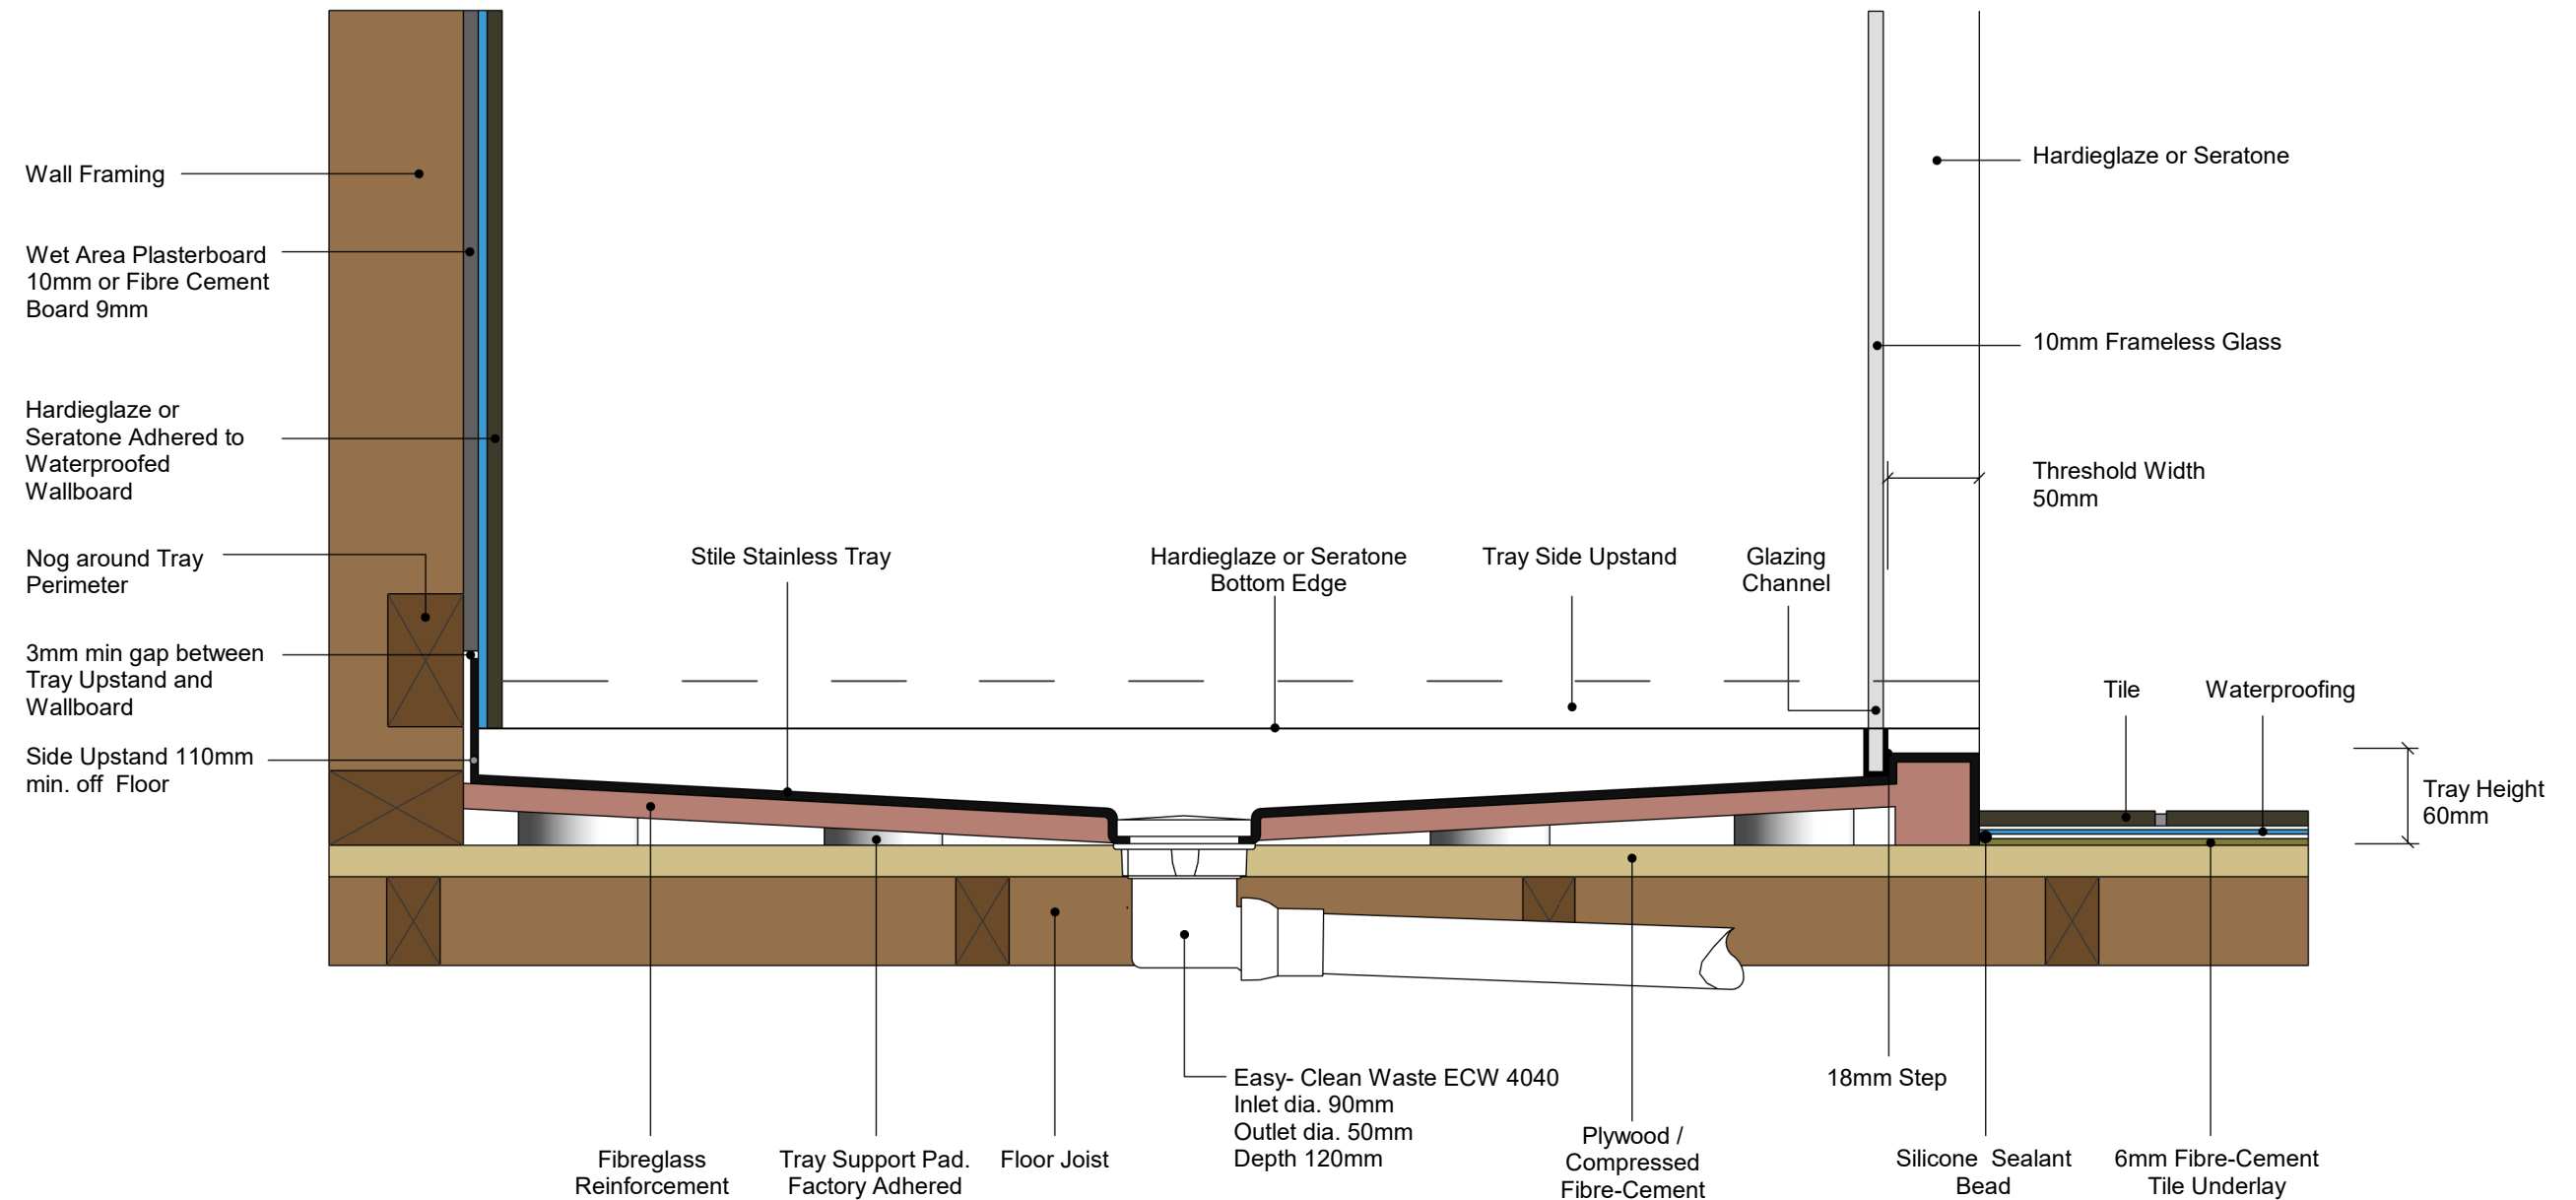 Wall Framing
Wet Area Plasterboard
10mm or Fibre Cement
Board 9mm
Hardieglaze or
Seratone Adhered to
Waterproofed
Wallboard
Nog around Tray
Perimeter
3mm min gap between
Tray Upstand and
Wallboard
Side Upstand 110mm
min. off  Floor
Stile Stainless Tray
Hardieglaze or Seratone
Bottom Edge
Tray Side Upstand
Glazing
Channel
Hardieglaze or Seratone
10mm Frameless Glass
Threshold Width
50mm
Tile
Waterproofing
Tray Height
60mm
Fibreglass
Reinforcement
Tray Support Pad.
Factory Adhered
Floor Joist
Easy- Clean Waste ECW 4040
Inlet dia. 90mm
Outlet dia. 50mm
Depth 120mm
Plywood /
Compressed
Fibre-Cement
18mm Step
Silicone  Sealant
Bead
6mm Fibre-Cement
Tile Underlay